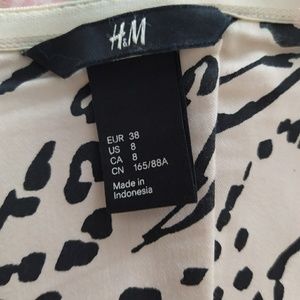 H&M
EUR 38
US 8
CA 8
CN 165/88A
Made in
Indonesia